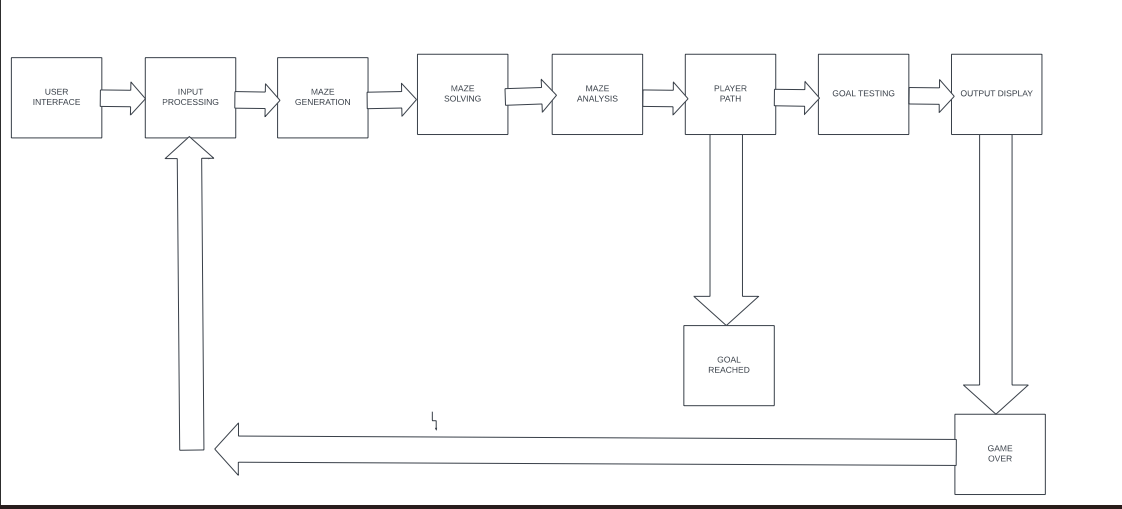 USER
INTERFACE
INPUT
PROCESSING
MAZE
GENERATION
MAZE
SOLVING
MAZE
ANALYSIS
PLAYER
PATH
GOAL TESTING
OUTPUT DISPLAY
GOAL
REACHED
GAME
OVER